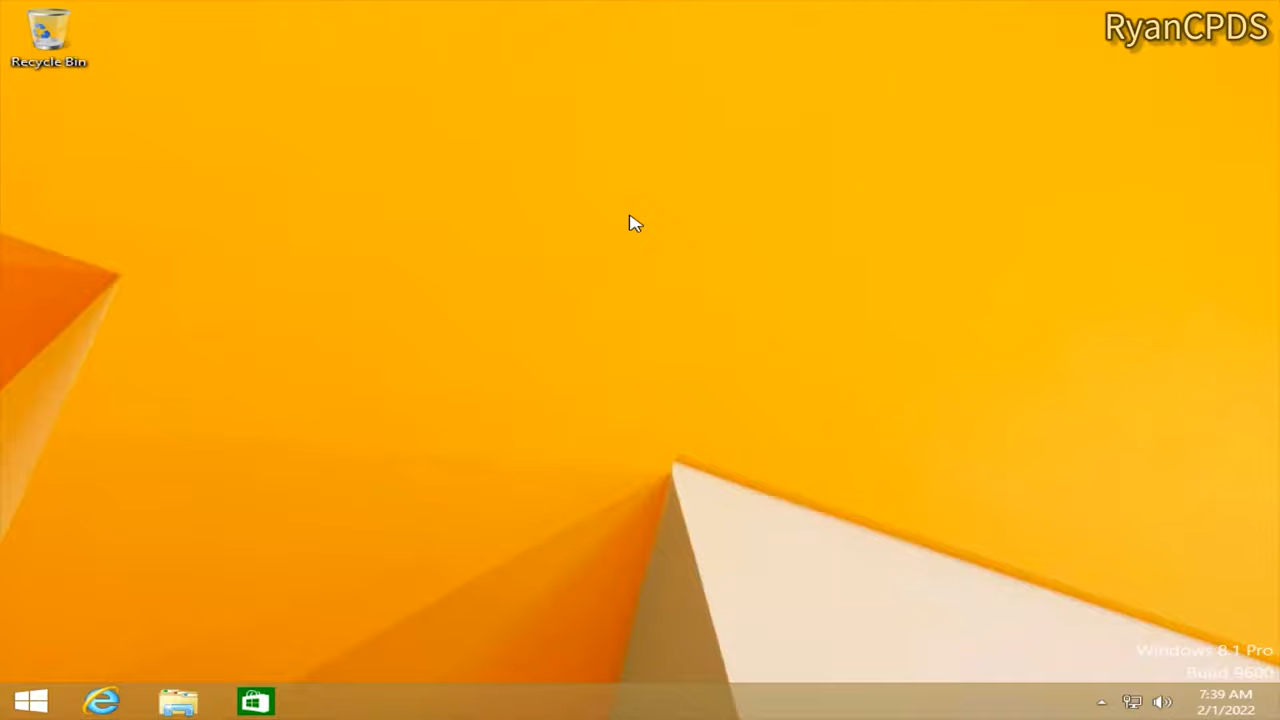 RyanCPDS
Recycle Bin
Windows 8.1 Pro
Build 9600
7:39 AM
2/1/2022